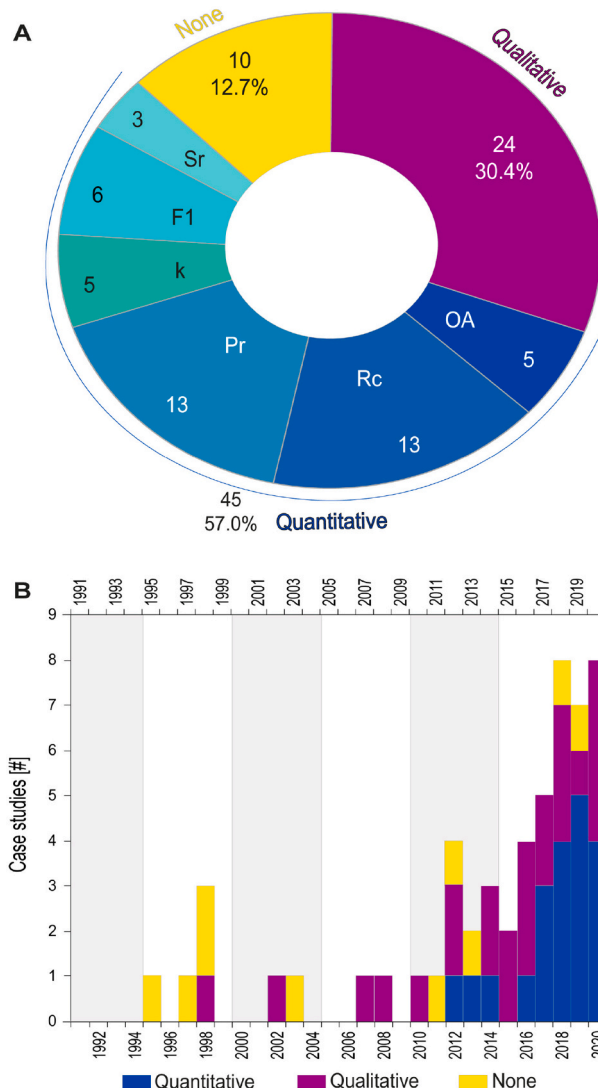 A
None
Qualitative
10
12.7%
24
30.4%
3
Sr
6
F1
5
k
OA
5
Pr
13
Rc
13
45
57.0%
Quantitative
B
1991 1993 1995 1997 1999 2001 2003 2005 2007 2009 2011 2013 2015 2017 2019
9
8
7
6
5
4
3
2
1
0
Case studies [#]
1992 1994 1996 1998 2000 2002 2004 2006 2008 2010 2012 2014 2016 2018 2020
Quantitative Qualitative None